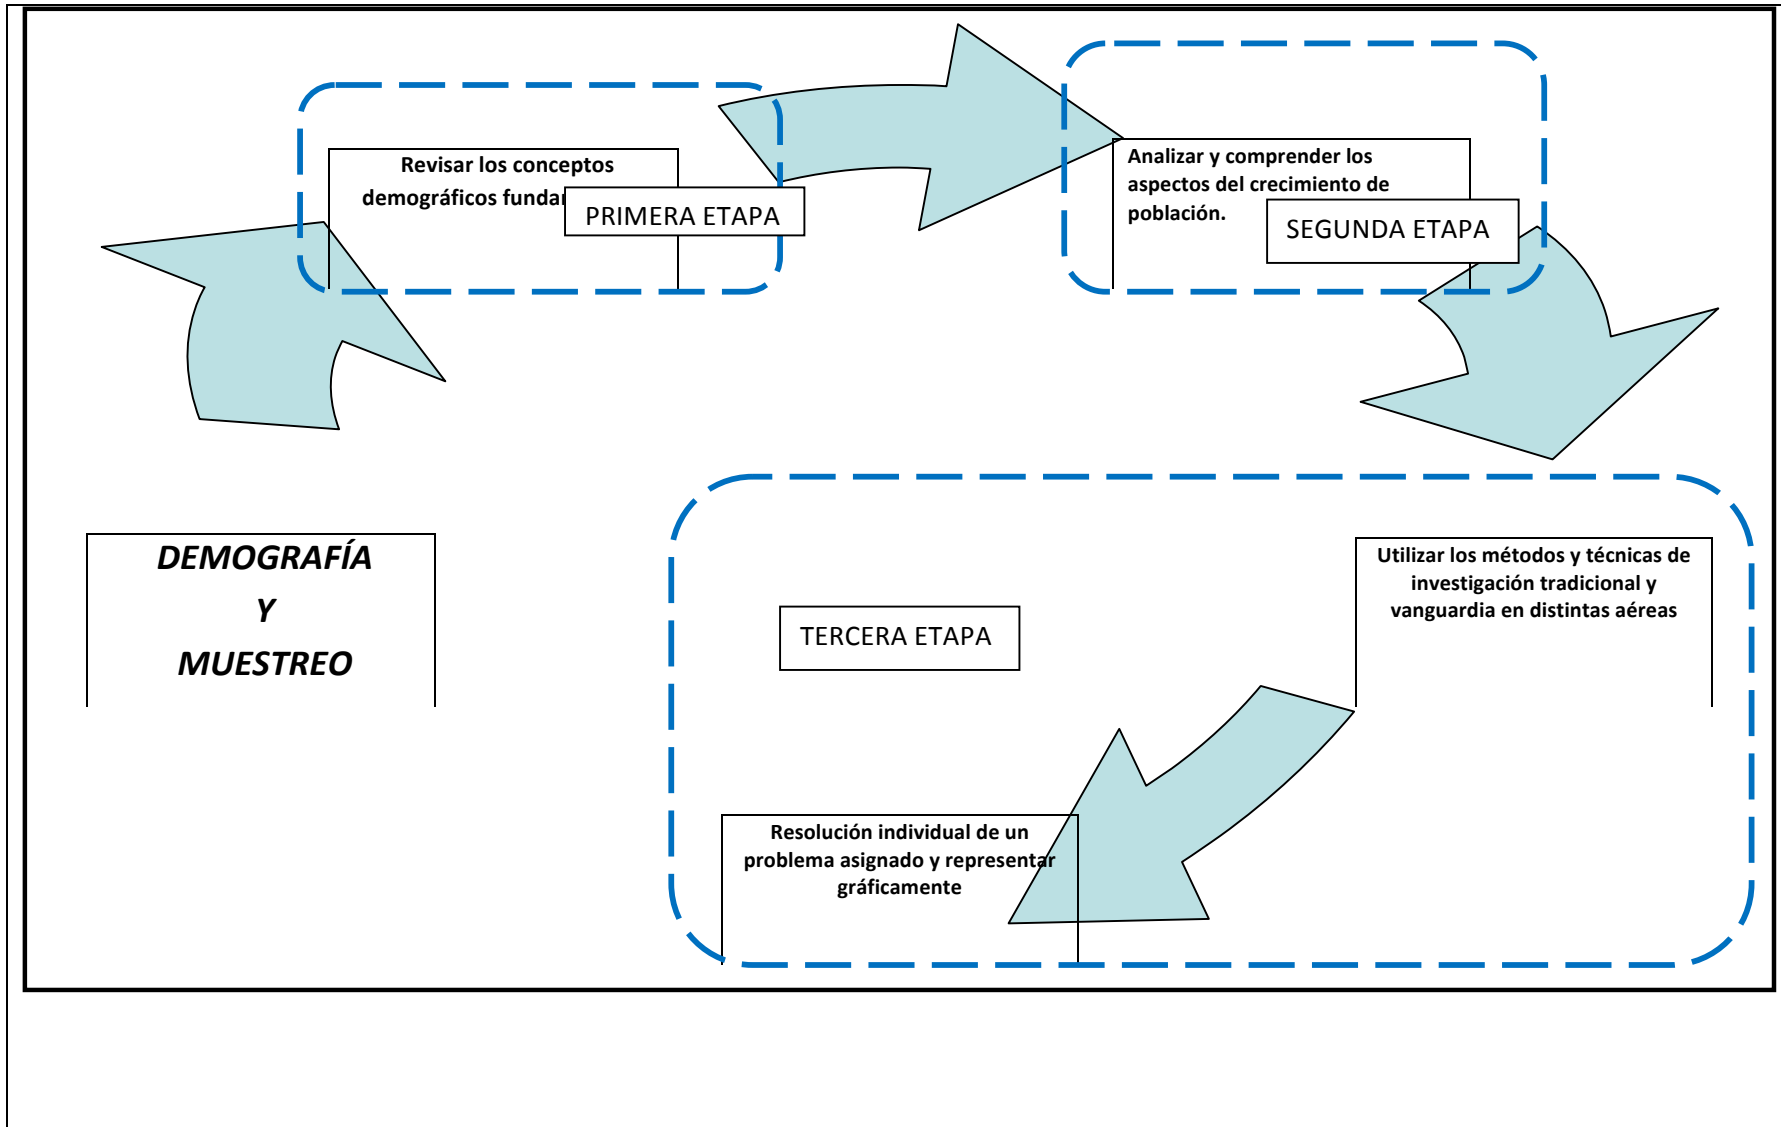 Revisar los conceptos
demográficos
PRIMERA ETAPA
Analizar y comprender los
aspectos del crecimiento de
población.
SEGUNDA ETAPA
DEMOGRAFÍA
Y
MUESTREO
Utilizar los métodos y técnicas de
investigación tradicional y
vanguardia en distintas aéreas
TERCERA ETAPA
Resolución individual de un
problema asignado y representar
gráficamente